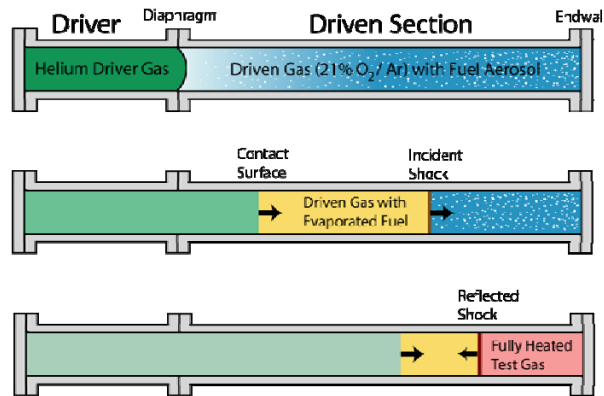 Driver
Diaphragm
Driven Section
Endwal
Helium Driver Gas
Driven Gas (21% O2/ Ar) with Fuel Aerosol
Contact
Surface
Incident
Shock
Driven Gas with
Evaporated Fuel
Reflected
Shock
Fully Heated
Test Gas